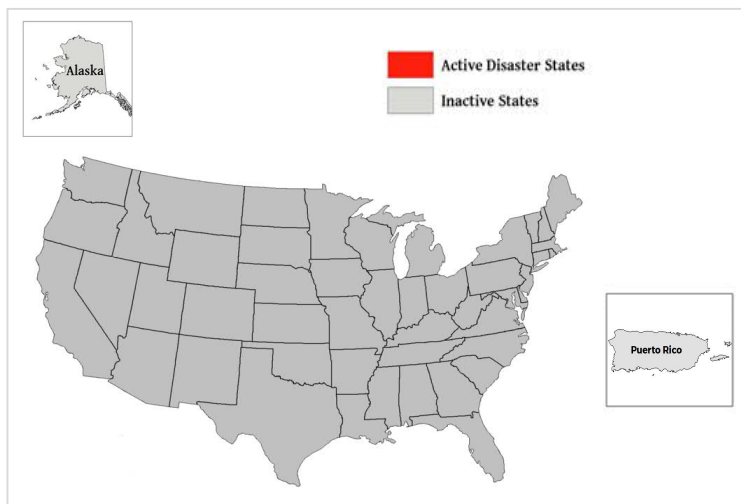 Alaska
Active Disaster States
Inactive States
Puerto Rico